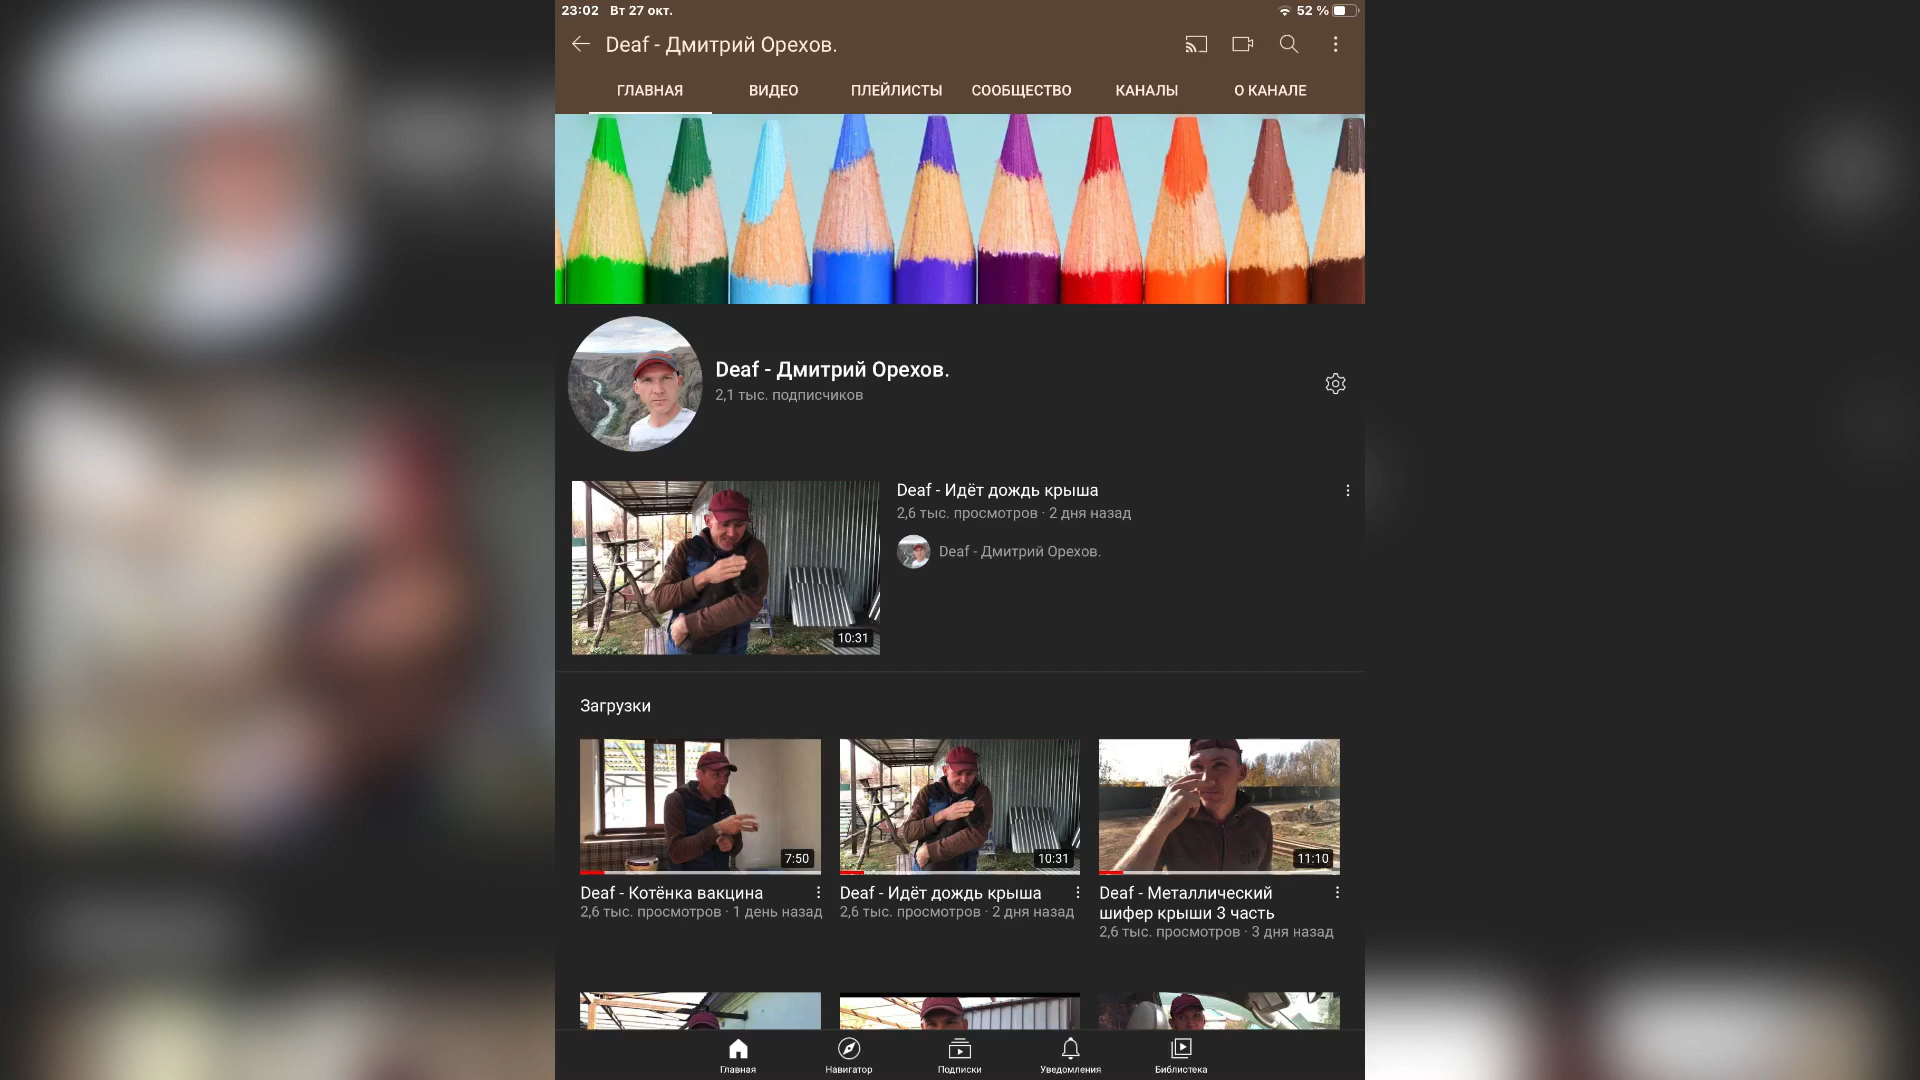 23:02 Вт 27 окт.
52 %
Deaf - Дмитрий Орехов.
ГЛАВНАЯ ВИДЕО ПЛЕЙЛИСТЫ СООБЩЕСТВО КАНАЛЫ О КАНАЛЕ
Deaf - Дмитрий Орехов.
2,1 тыс. подписчиков
Deaf - Идёт дождь крыша
2,6 тыс. просмотров · 2 дня назад
Deaf - Дмитрий Орехов.
10:31
Загрузки
7:50
10:31
11:10
Deaf - Котёнка вакцина
2,6 тыс. просмотров · 1 день назад
Deaf - Идёт дождь крыша
2,6 тыс. просмотров · 2 дня назад
Deaf - Металлический
шифер крыши 3 часть
2,6 тыс. просмотров · 3 дня назад
Главная Навигатор Подписки Уведомления Библиотека